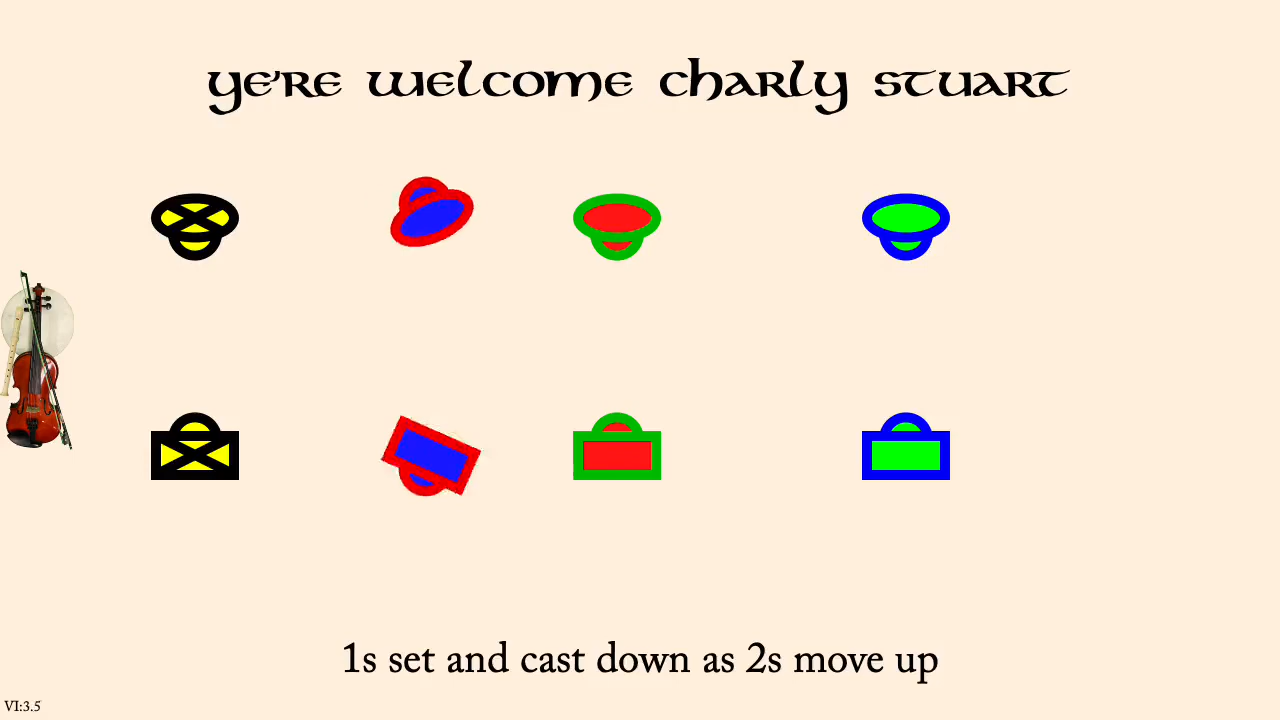 Ye're Welcome Charly Stuart
1s set and cast down as 2s move up
VI:3.5